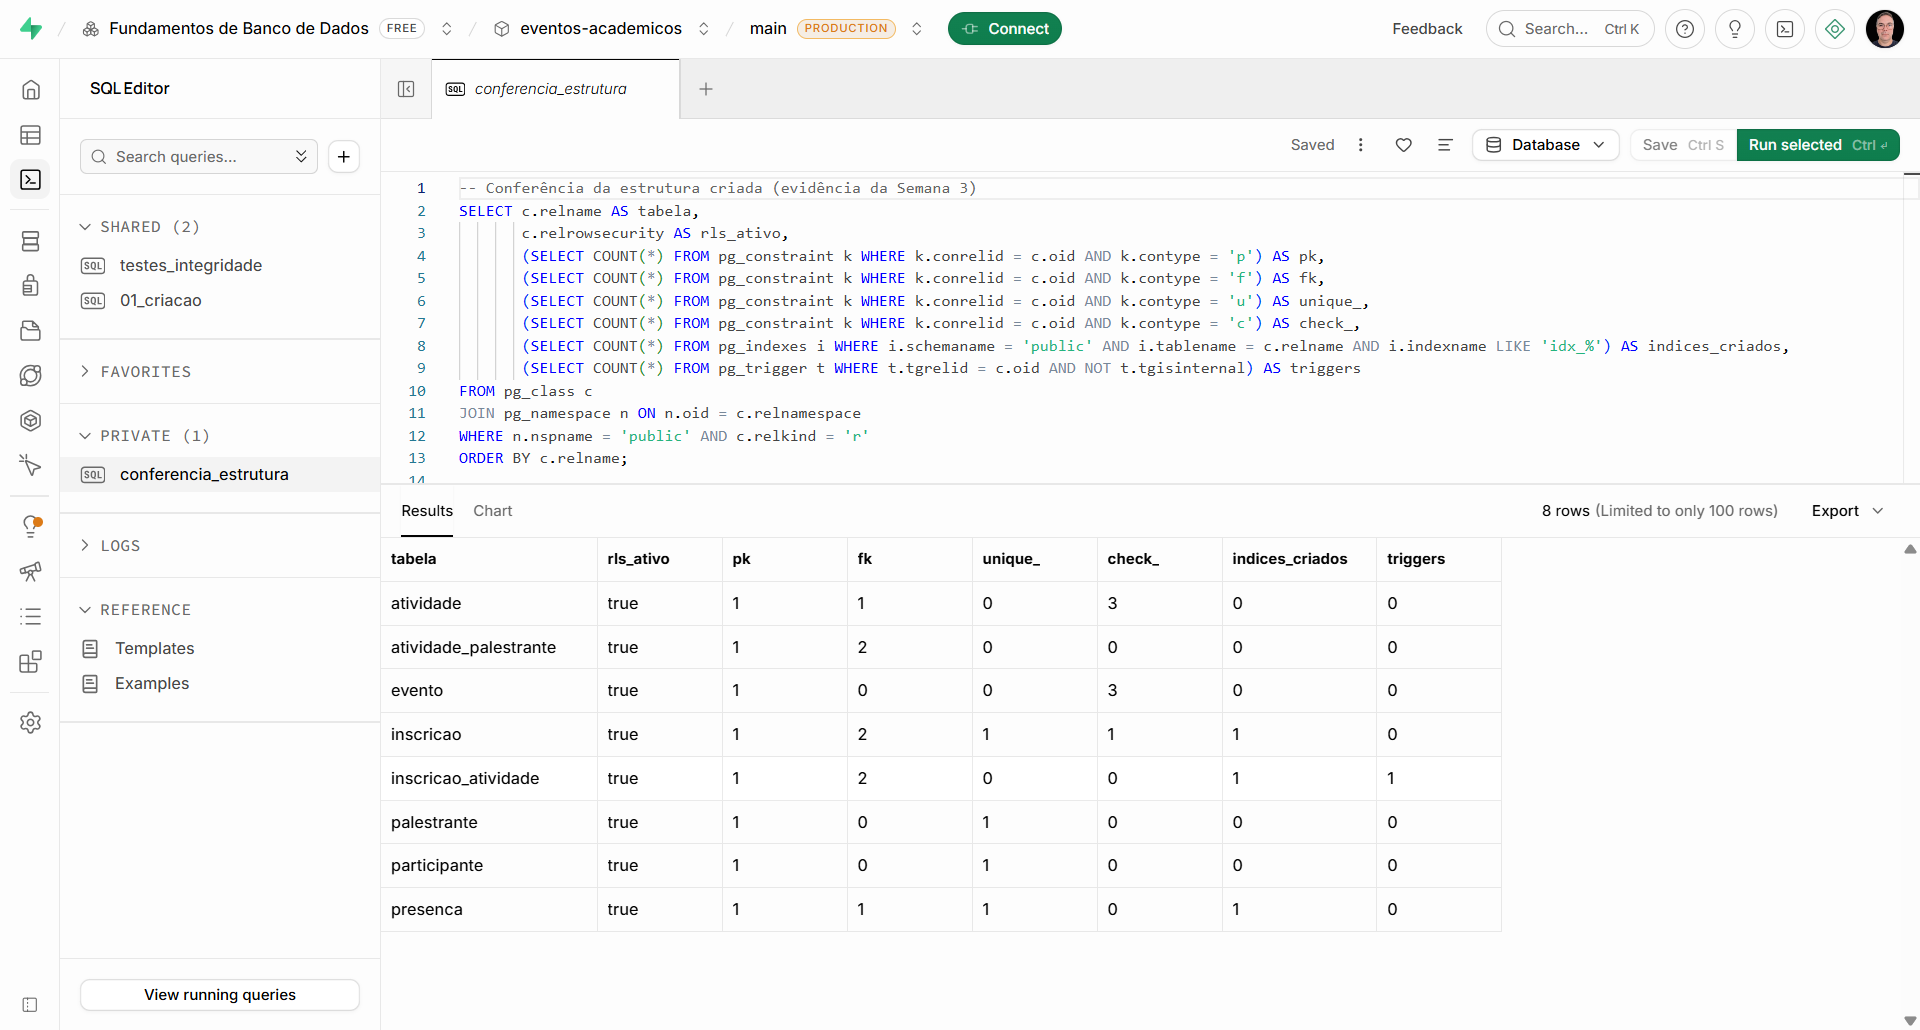 Fundamentos de Banco de Dados FREE eventos-academicos main PRODUCTION Connect Feedback Search... Ctrl K
SQL Editor
SQL conferencia_estrutura
Search queries...
Saved Database Save Ctrl S Run selected Ctrl ↵
SHARED (2)
SQL testes_integridade
SQL 01_criacao
FAVORITES
PRIVATE (1)
SQL conferencia_estrutura
LOGS
REFERENCE
Templates
Examples
View running queries
1 -- Conferência da estrutura criada (evidência da Semana 3)
2 SELECT c.relname AS tabela,
3 c.relrowsecurity AS rls_ativo,
4 (SELECT COUNT(*) FROM pg_constraint k WHERE k.conrelid = c.oid AND k.contype = 'p') AS pk,
5 (SELECT COUNT(*) FROM pg_constraint k WHERE k.conrelid = c.oid AND k.contype = 'f') AS fk,
6 (SELECT COUNT(*) FROM pg_constraint k WHERE k.conrelid = c.oid AND k.contype = 'u') AS unique_,
7 (SELECT COUNT(*) FROM pg_constraint k WHERE k.conrelid = c.oid AND k.contype = 'c') AS check_,
8 (SELECT COUNT(*) FROM pg_indexes i WHERE i.schemaname = 'public' AND i.tablename = c.relname AND i.indexname LIKE 'idx_%') AS indices_criados,
9 (SELECT COUNT(*) FROM pg_trigger t WHERE t.tgrelid = c.oid AND NOT t.tgisinternal) AS triggers
10 FROM pg_class c
11 JOIN pg_namespace n ON n.oid = c.relnamespace
12 WHERE n.nspname = 'public' AND c.relkind = 'r'
13 ORDER BY c.relname;
14
Results Chart 8 rows (Limited to only 100 rows) Export
tabela rls_ativo pk fk unique_ check_ indices_criados triggers
atividade true 1 1 0 3 0 0
atividade_palestrante true 1 2 0 0 0 0
evento true 1 0 0 3 0 0
inscricao true 1 2 1 1 1 0
inscricao_atividade true 1 2 0 0 1 1
palestrante true 1 0 1 0 0 0
participante true 1 0 1 0 0 0
presenca true 1 1 1 0 1 0